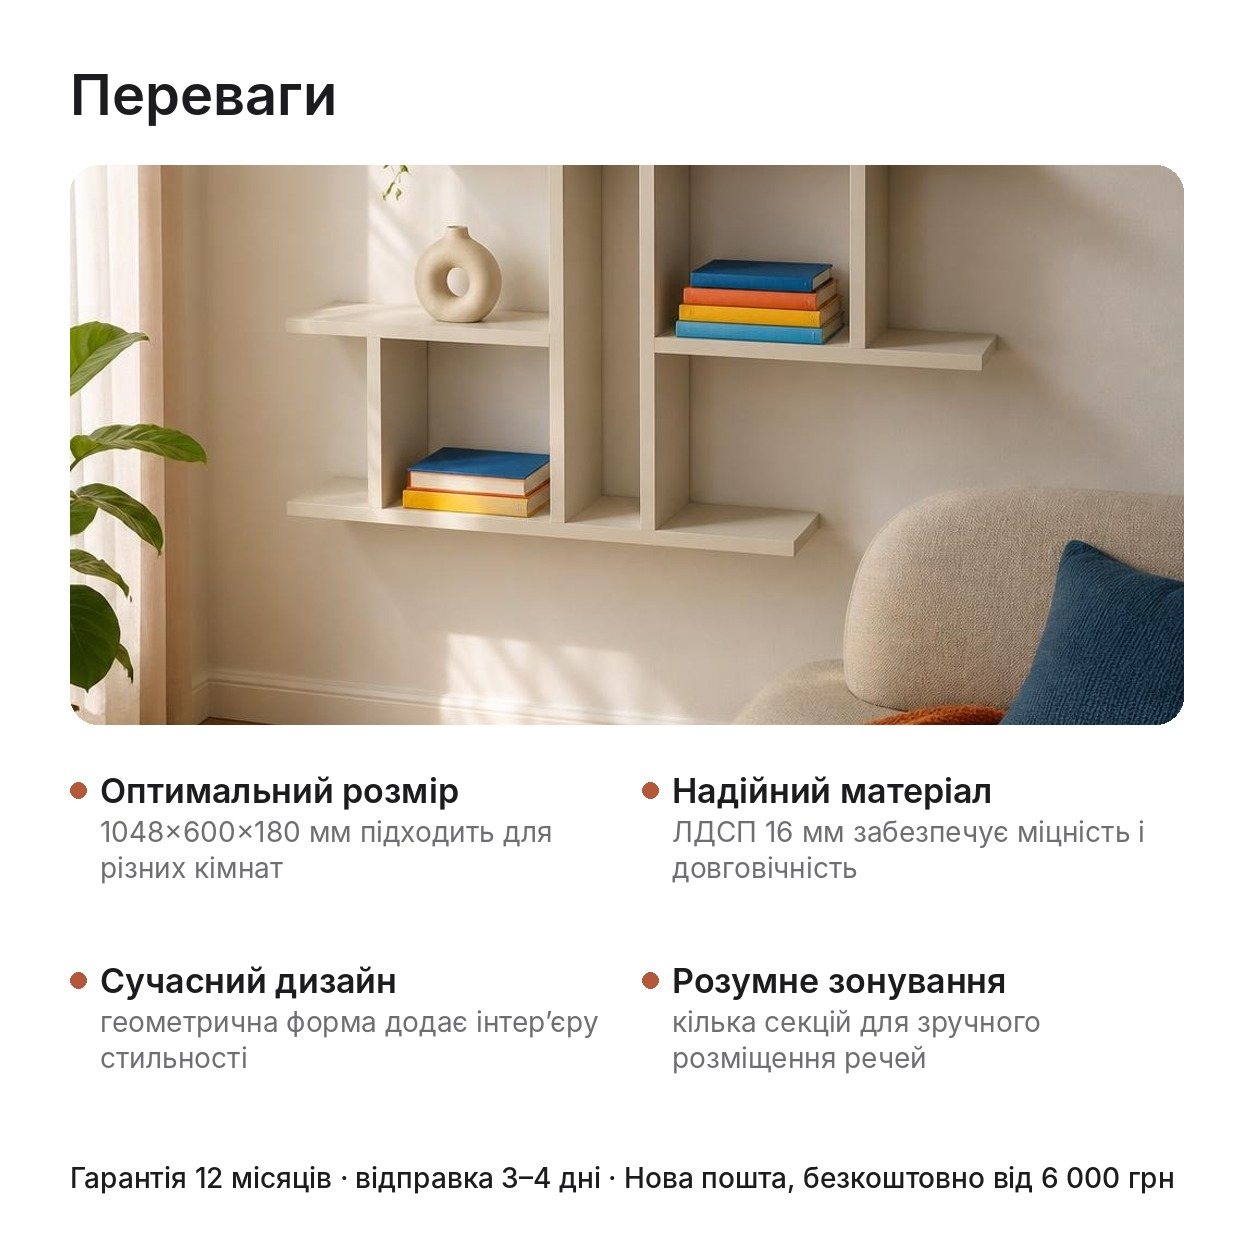 Переваги
Оптимальний розмір
1048×600×180 мм підходить для
різних кімнат
Надійний матеріал
ЛДСП 16 мм забезпечує міцність і
довговічність
Сучасний дизайн
геометрична форма додає інтер’єру
стильності
Розумне зонування
кілька секцій для зручного
розміщення речей
Гарантія 12 місяців · відправка 3–4 дні · Нова пошта, безкоштовно від 6 000 грн